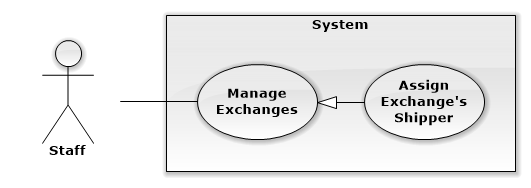 System
Manage
Exchanges
Assign
Exchange's
Shipper
Staff